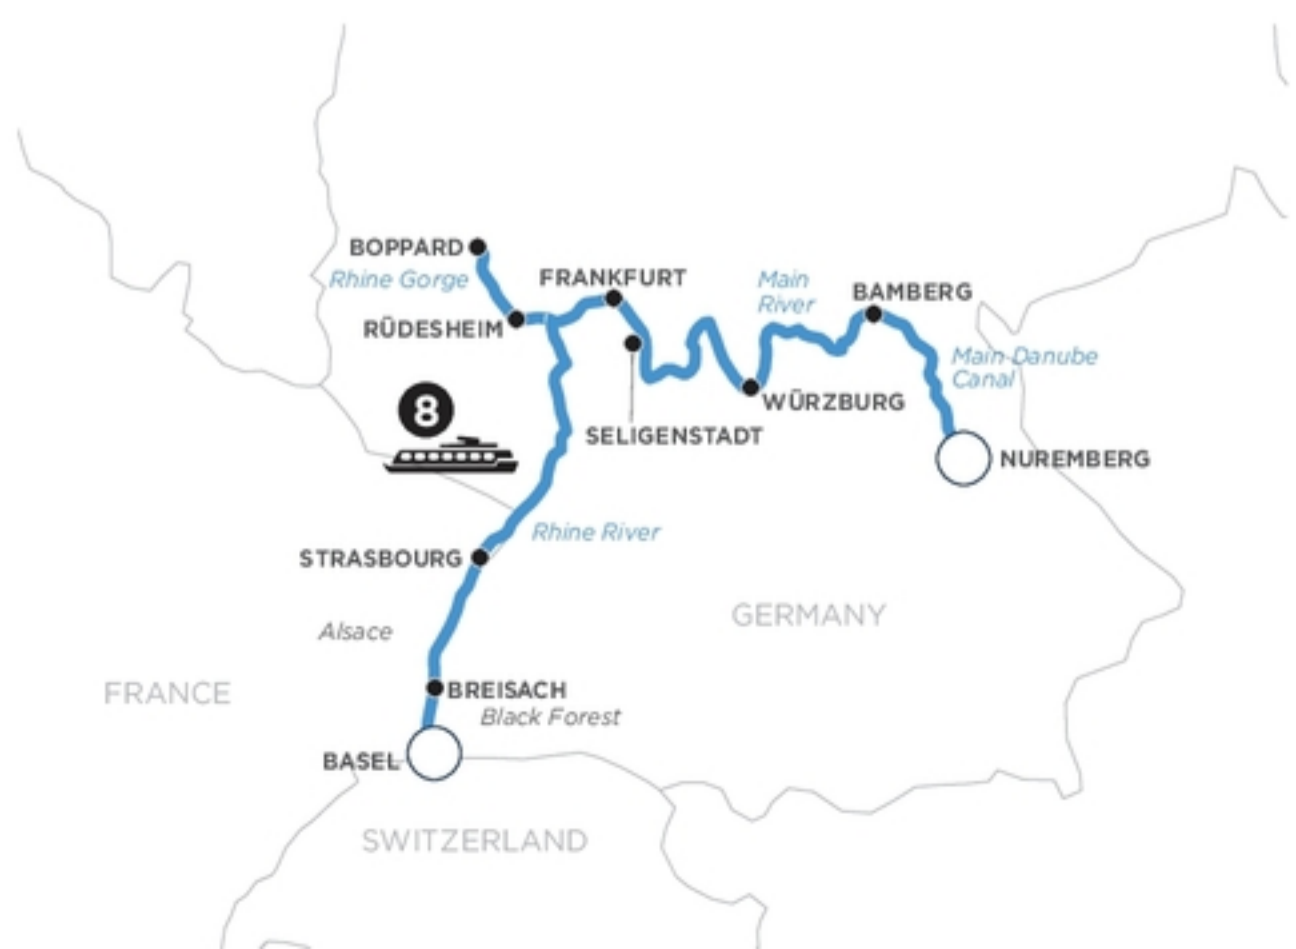 BOPPARD
Rhine Gorge
FRANKFURT
Main
River
BAMBERG
RÜDESHEIM
Main-Danube
Canal
8
WÜRZBURG
SELIGENSTADT
NUREMBERG
Rhine River
STRASBOURG
GERMANY
Alsace
FRANCE
BREISACH
Black Forest
BASEL
SWITZERLAND